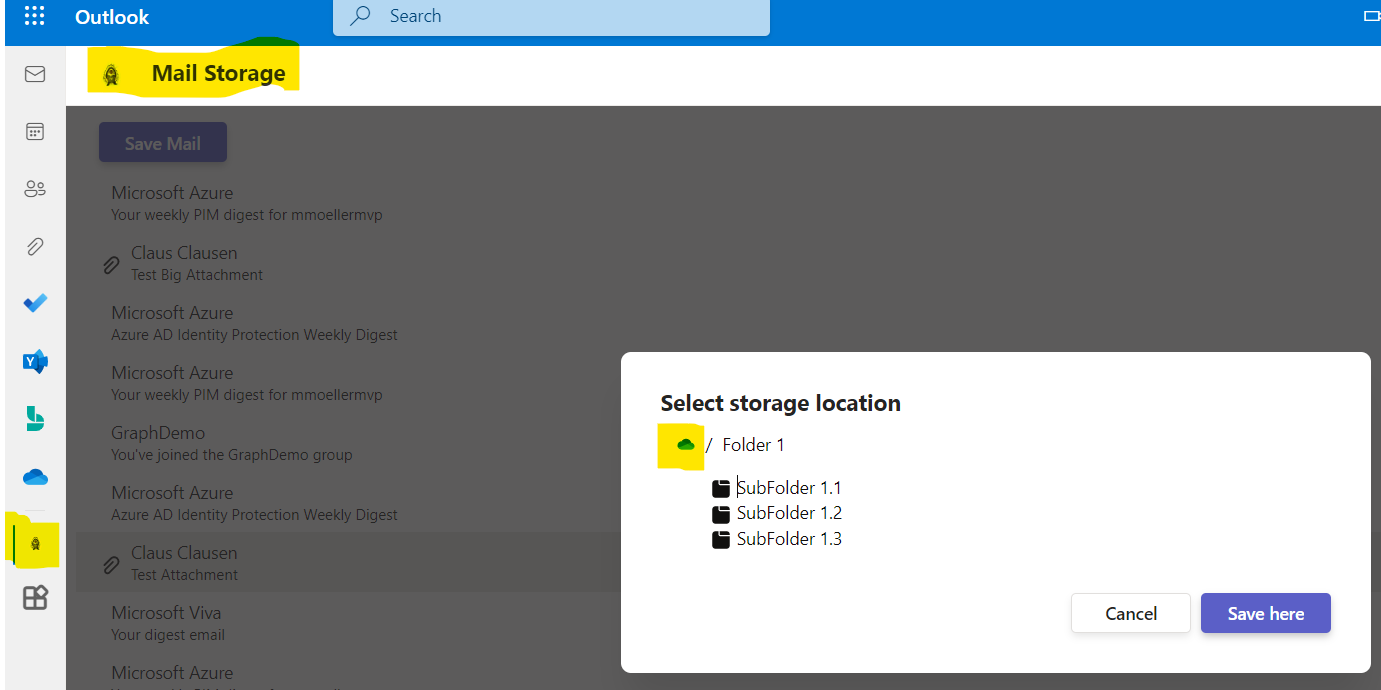 Outlook
Search
Mail Storage
Save Mail
Microsoft Azure
Your weekly PIM digest for mmoellermvp
Claus Clausen
Test Big Attachment
Microsoft Azure
Azure AD Identity Protection Weekly Digest
Microsoft Azure
Your weekly PIM digest for mmoellermvp
GraphDemo
You've joined the GraphDemo group
Microsoft Azure
Azure AD Identity Protection Weekly Digest
Claus Clausen
Test Attachment
Microsoft Viva
Your digest email
Microsoft Azure
Select storage location
/ Folder 1
SubFolder 1.1
SubFolder 1.2
SubFolder 1.3
Cancel
Save here